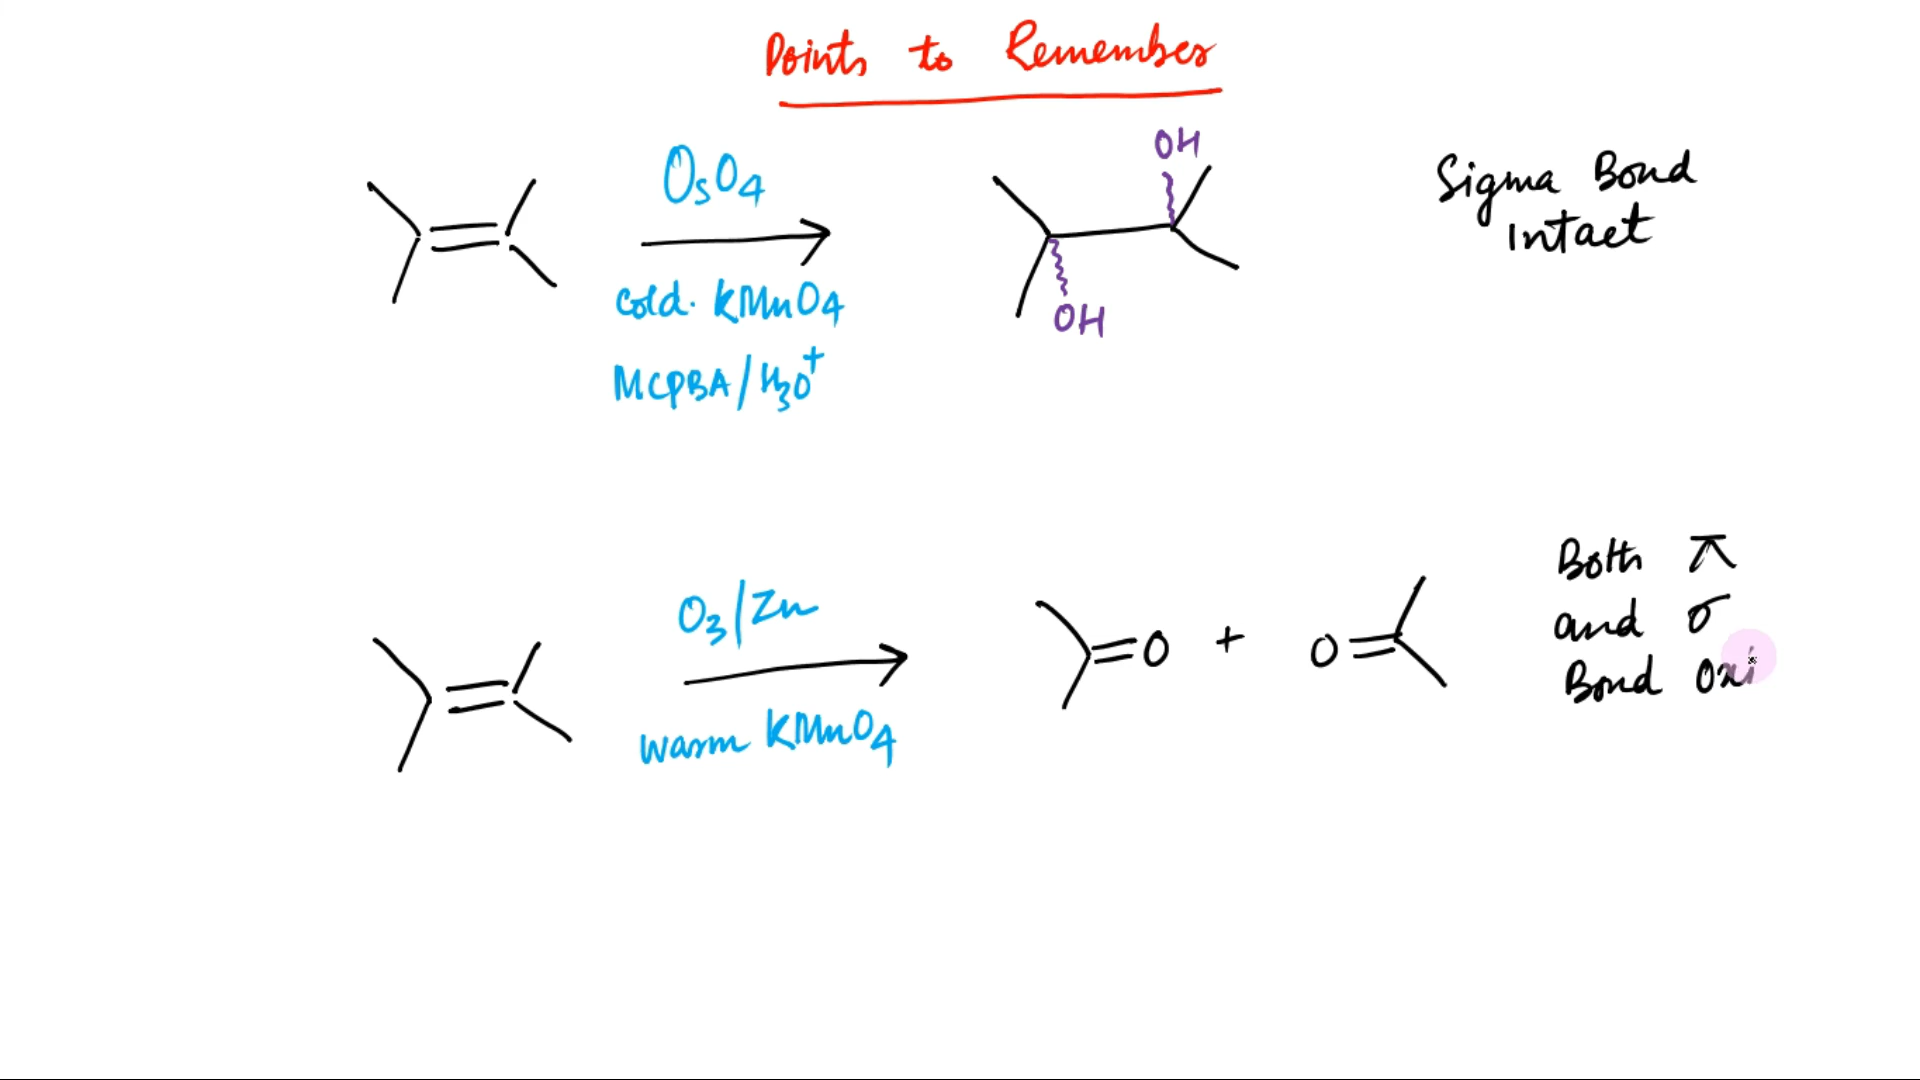 Points to Remember
OsO4
cold. KMnO4
MCPBA/H3O+
OH
OH
Sigma Bond
Intact
O3/Zn
warm KMnO4
=O + O=
Both π
and σ
Bond Oxi